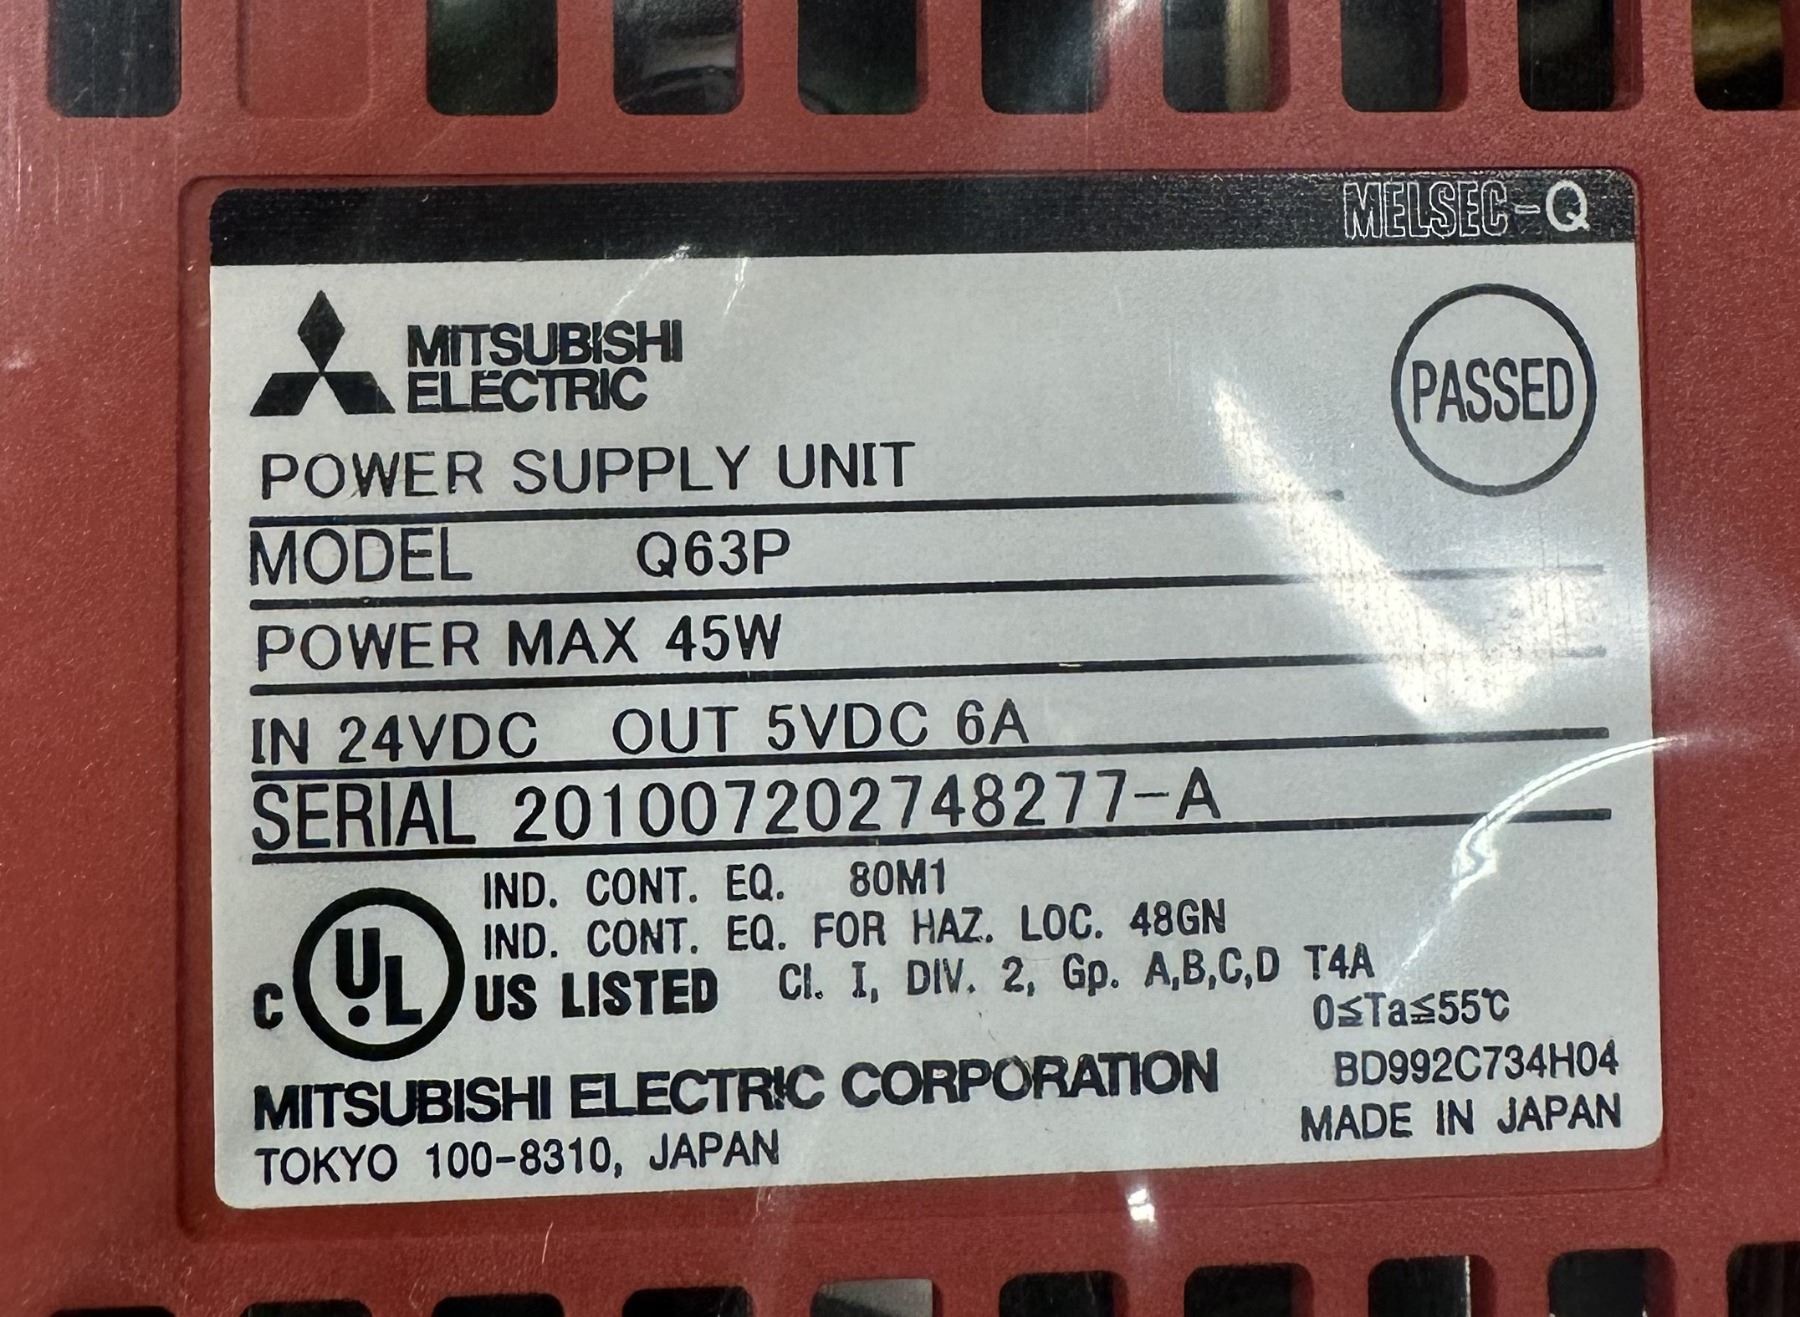 MELSEC-Q
MITSUBISHI
ELECTRIC
PASSED
POWER SUPPLY UNIT
MODEL Q63P
POWER MAX 45W
IN 24VDC OUT 5VDC 6A
SERIAL 201007202748277-A
IND. CONT. EQ. 80M1
IND. CONT. EQ. FOR HAZ. LOC. 48GN
C UL US LISTED Cl. I, DIV. 2, Gp. A,B,C,D T4A
0≦Ta≦55℃
MITSUBISHI ELECTRIC CORPORATION BD992C734H04
TOKYO 100-8310, JAPAN MADE IN JAPAN